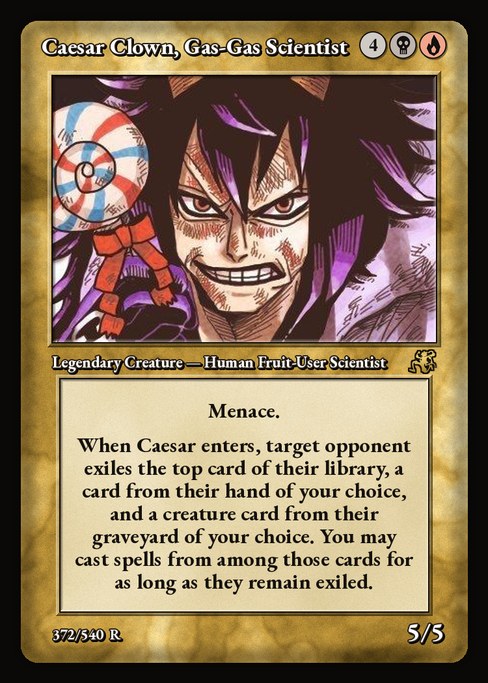 Caesar Clown, Gas-Gas Scientist 4
Legendary Creature — Human Fruit-User Scientist
Menace.
When Caesar enters, target opponent
exiles the top card of their library, a
card from their hand of your choice,
and a creature card from their
graveyard of your choice. You may
cast spells from among those cards for
as long as they remain exiled.
372/540 R 5/5